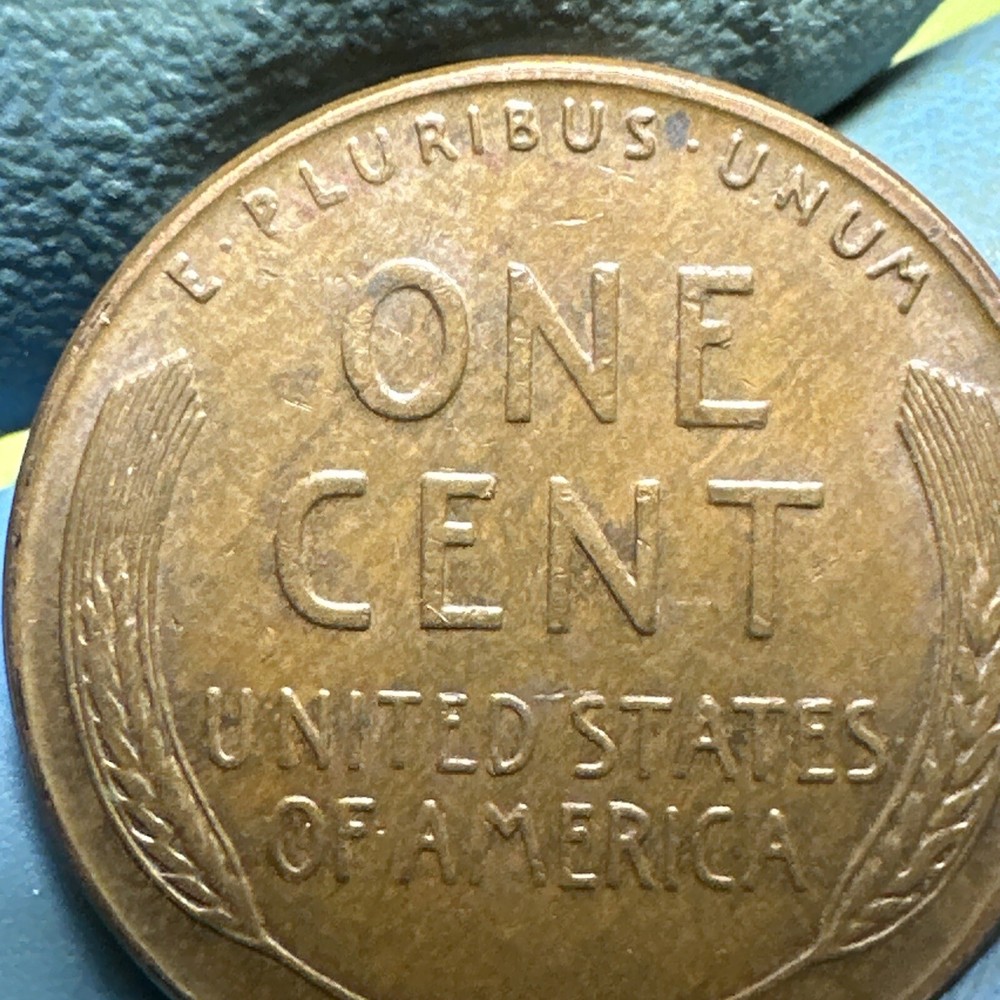 E·PLURIBUS·UNUM
ONE
CENT
UNITED STATES
OF AMERICA